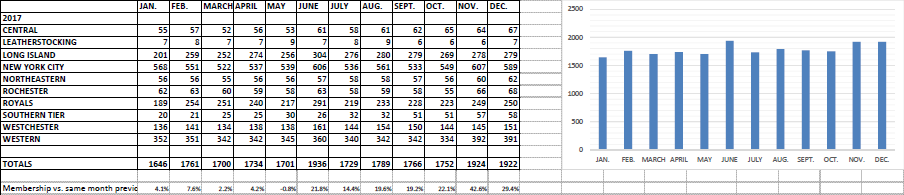 JAN. FEB. MARCH APRIL MAY JUNE JULY AUG. SEPT. OCT. NOV. DEC.
2017
CENTRAL 55 57 52 56 53 61 58 61 62 65 64 67
LEATHERSTOCKING 7 8 7 7 9 7 8 9 6 6 6 7
LONG ISLAND 201 259 252 274 256 304 276 280 279 269 278 279
NEW YORK CITY 568 551 522 537 539 606 536 561 533 549 607 589
NORTHEASTERN 56 56 55 56 56 57 58 58 57 56 60 62
ROCHESTER 62 63 60 59 58 63 58 59 58 55 66 68
ROYALS 189 254 251 240 217 291 219 233 228 223 249 250
SOUTHERN TIER 20 21 25 25 30 26 32 32 51 51 57 58
WESTCHESTER 136 141 134 138 138 161 144 154 150 144 145 151
WESTERN 352 351 342 342 345 360 340 342 342 334 392 391
TOTALS 1646 1761 1700 1734 1701 1936 1729 1789 1766 1752 1924 1922
Membership vs. same month previo 4.1% 7.6% 2.2% 4.2% -0.8% 21.8% 14.4% 19.6% 19.2% 22.1% 42.6% 29.4%
2500
2000
1500
1000
500
0
JAN. FEB. MARCH APRIL MAY JUNE JULY AUG. SEPT. OCT. NOV. DEC.